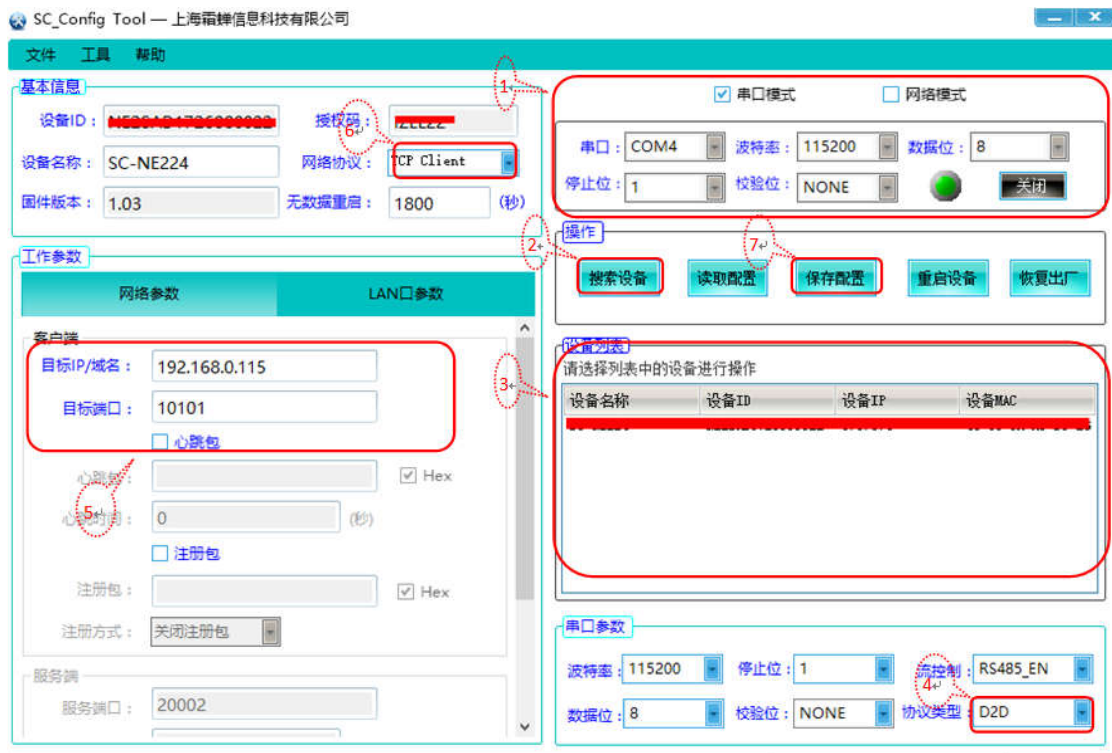 SC_Config Tool — 上海霜蝉信息科技有限公司
文件 工具 帮助
基本信息
设备ID：
授权码：
设备名称： SC-NE224
网络协议： TCP Client
固件版本： 1.03
无数据重启： 1800 (秒)
工作参数
网络参数 LAN口参数
客户端
目标IP/域名： 192.168.0.115
目标端口： 10101
心跳包
心跳包： Hex
心跳时间： 0 (秒)
注册包
注册包： Hex
注册方式： 关闭注册包
服务端
服务端口： 20002
1
串口模式 网络模式
串口： COM4 波特率： 115200 数据位： 8
停止位： 1 校验位： NONE 关闭
操作
搜索设备 读取配置 保存配置 重启设备 恢复出厂
设备列表
请选择列表中的设备进行操作
设备名称 设备ID 设备IP 设备MAC
串口参数
波特率： 115200 停止位： 1 流控制： RS485_EN
数据位： 8 校验位： NONE 协议类型： D2D
2
3
4
5
6
7